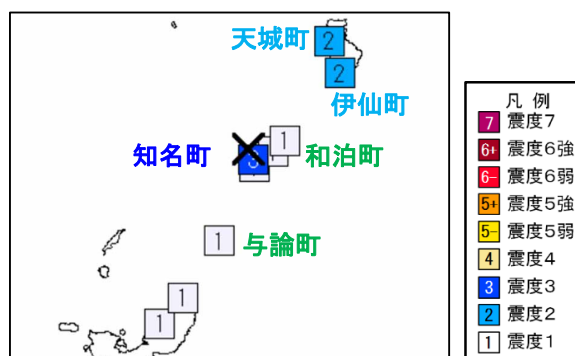 天城町
2
2
伊仙町
知名町
3
1
和泊町
1
与論町
1
1
凡例
7 震度7
6+ 震度6強
6- 震度6弱
5+ 震度5強
5- 震度5弱
4 震度4
3 震度3
2 震度2
1 震度1